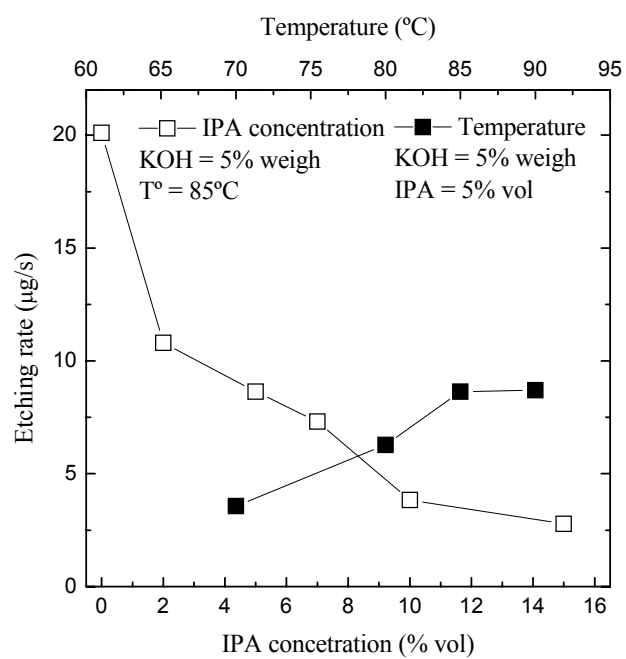 Temperature (ºC)
60 65 70 75 80 85 90 95
IPA concentration
KOH = 5% weigh
Tº = 85ºC
Temperature
KOH = 5% weigh
IPA = 5% vol
Etching rate (μg/s)
20
15
10
5
0
0 2 4 6 8 10 12 14 16
IPA concetration (% vol)